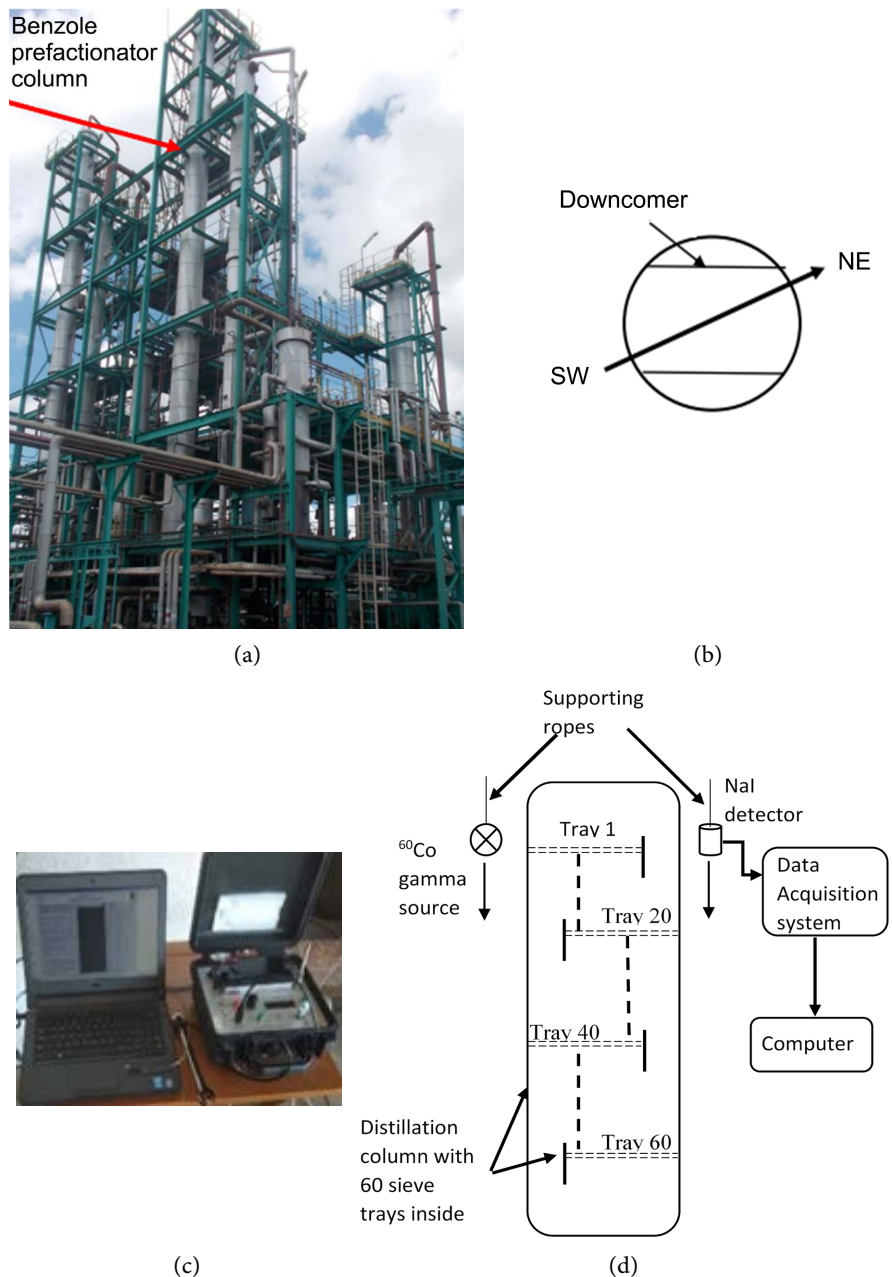 Benzole
prefactionator
column
Downcomer
NE
SW
(a)
(b)
Supporting
ropes
NaI
detector
Tray 1
60Co
gamma
source
Data
Acquisition
system
Tray 20
Tray 40
Computer
Distillation
column with
60 sieve
trays inside
Tray 60
(c)
(d)